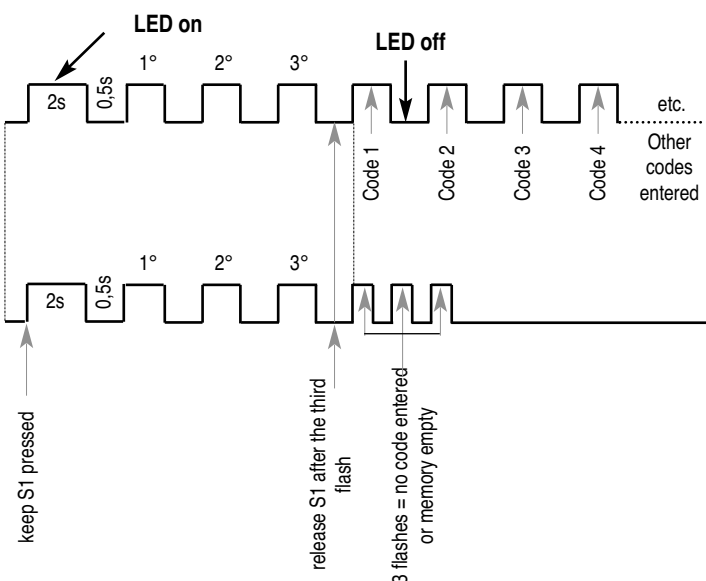 LED on
LED off
1° 2° 3°
2s 0,5s
etc.
Code 1 Code 2 Code 3 Code 4
Other
codes
entered
1° 2° 3°
2s 0,5s
keep S1 pressed
release S1 after the third
flash
3 flashes = no code entered
or memory empty